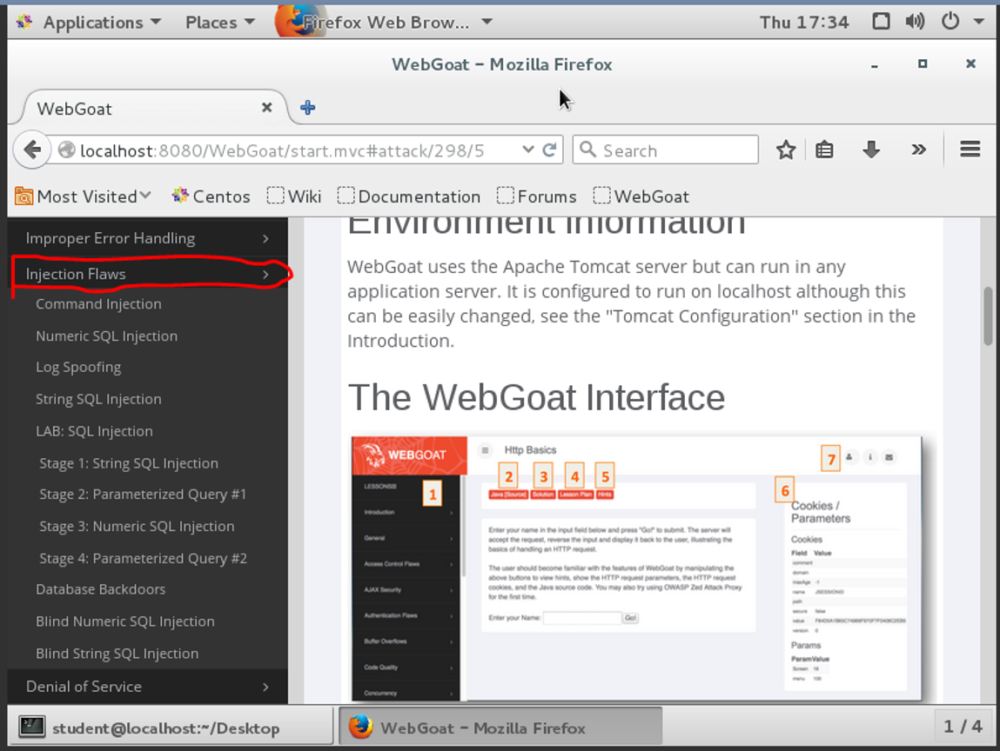 Applications Places Firefox Web Brow... Thu 17:34
WebGoat – Mozilla Firefox
WebGoat
localhost:8080/WebGoat/start.mvc#attack/298/5 Search
Most Visited Centos Wiki Documentation Forums WebGoat
Improper Error Handling
Injection Flaws
Command Injection
Numeric SQL Injection
Log Spoofing
String SQL Injection
LAB: SQL Injection
Stage 1: String SQL Injection
Stage 2: Parameterized Query #1
Stage 3: Numeric SQL Injection
Stage 4: Parameterized Query #2
Database Backdoors
Blind Numeric SQL Injection
Blind String SQL Injection
Denial of Service
Environment Information
WebGoat uses the Apache Tomcat server but can run in any
application server. It is configured to run on localhost although this
can be easily changed, see the "Tomcat Configuration" section in the
Introduction.
The WebGoat Interface
WEBGOAT
Http Basics
1
2 3 4 5
6
7
Java [Source] Solution Lesson Plan Hints
Introduction
General
Access Control Flaws
AJAX Security
Authentication Flaws
Buffer Overflows
Code Quality
Concurrency
Enter your name in the input field below and press "Go!" to submit. The server will
accept the request, reverse the input and display it back to the user, illustrating the
basics of handling an HTTP request.
The user should become familiar with the features of WebGoat by manipulating the
above buttons to view hints, show the HTTP request parameters, the HTTP request
cookies, and the Java source code. You may also try using OWASP Zed Attack Proxy
for the first time.
Enter your Name: Go!
Cookies /
Parameters
Cookies
Field Value
comment
domain
maxAge -1
name JSESSIONID
path
secure false
value
version 0
Params
Param Value
Screen 16
menu 100
student@localhost:~/Desktop
WebGoat – Mozilla Firefox
1 / 4